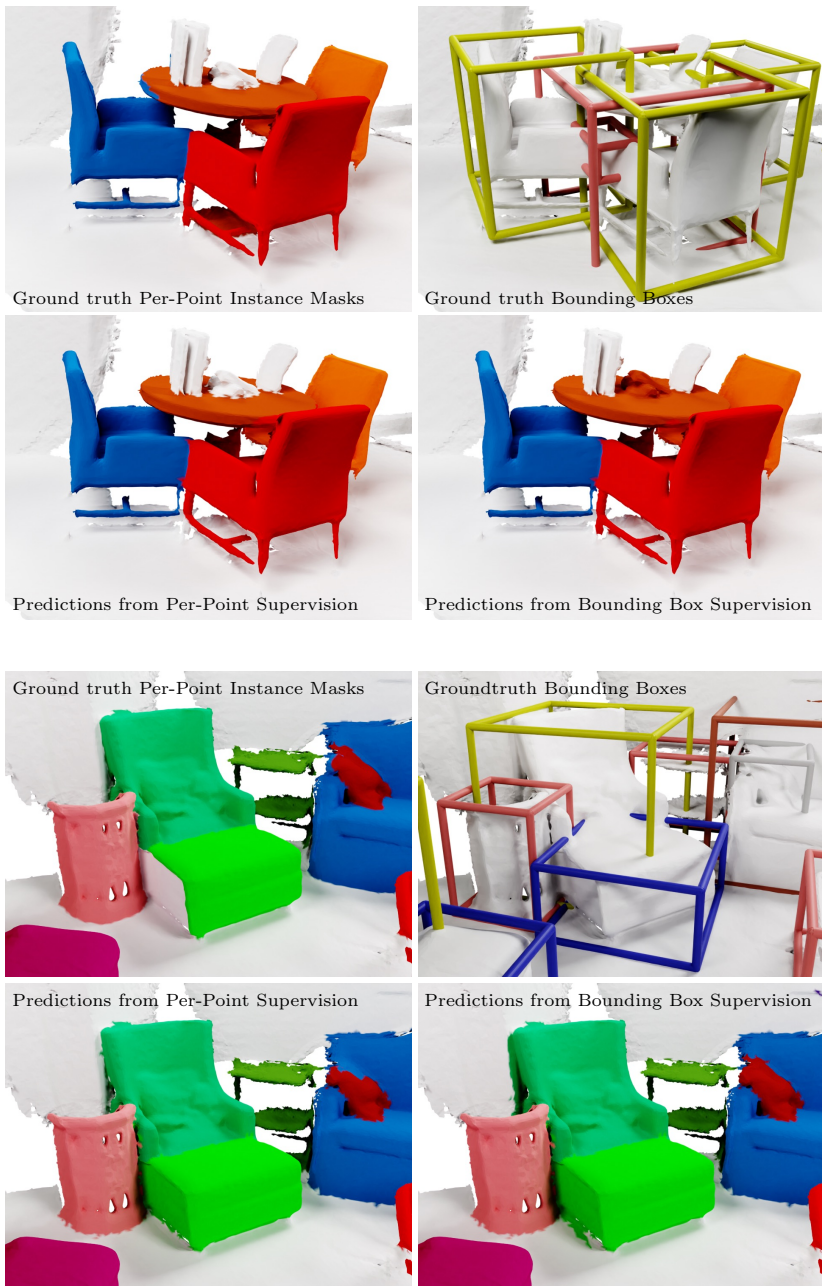 Ground truth Per-Point Instance Masks
Ground truth Bounding Boxes
Predictions from Per-Point Supervision
Predictions from Bounding Box Supervision
Ground truth Per-Point Instance Masks
Groundtruth Bounding Boxes
Predictions from Per-Point Supervision
Predictions from Bounding Box Supervision